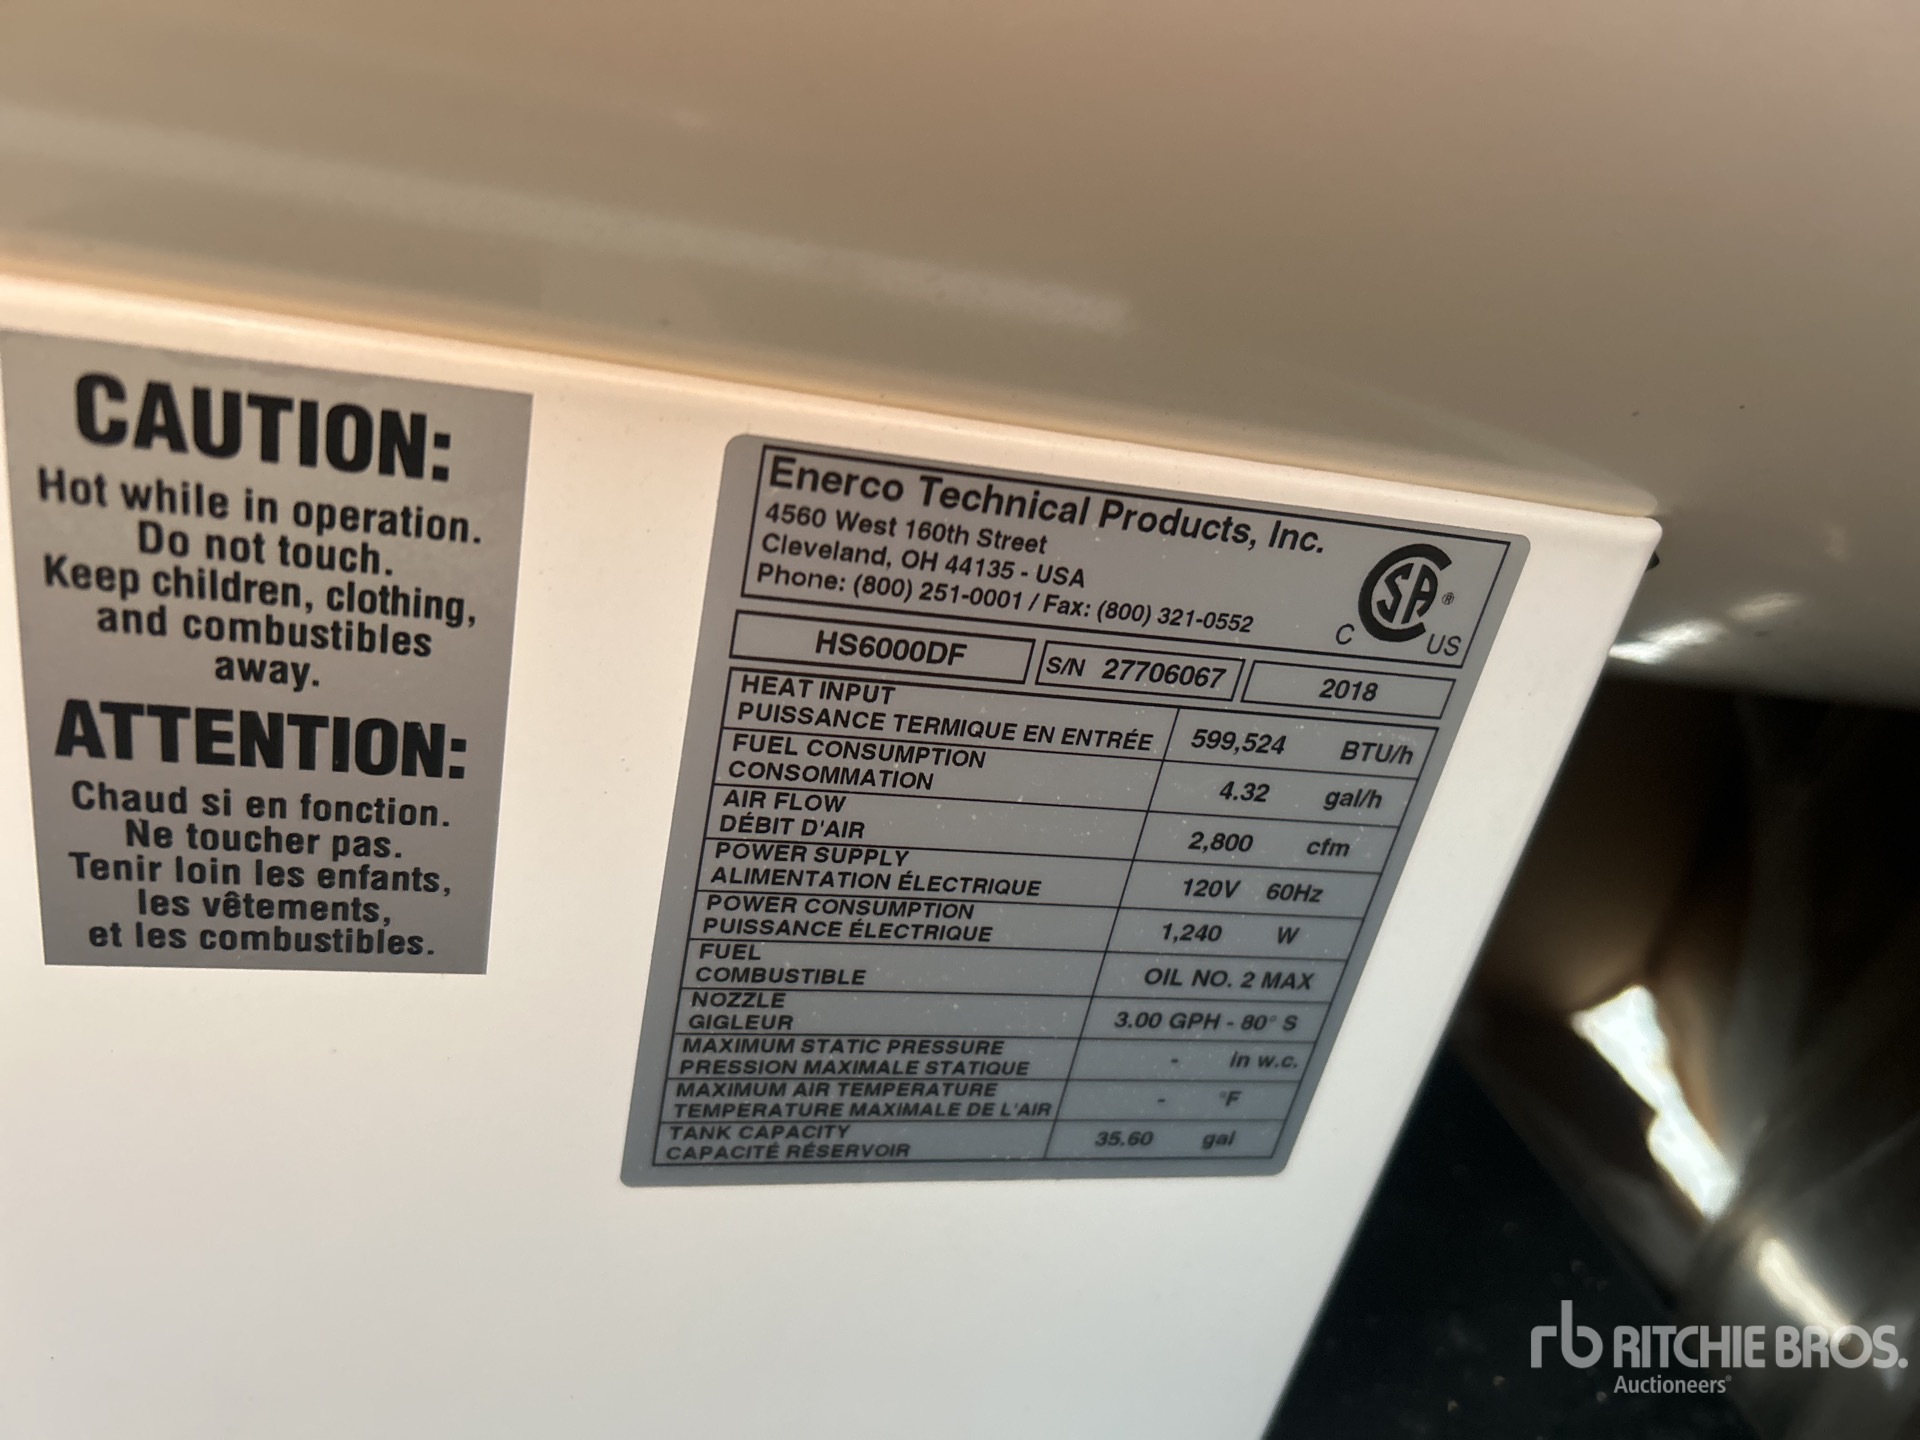 CAUTION:
Hot while in operation.
Do not touch.
Keep children, clothing,
and combustibles
away.
ATTENTION:
Chaud si en fonction.
Ne toucher pas.
Tenir loin les enfants,
les vêtements,
et les combustibles.
Enerco Technical Products, Inc.
4560 West 160th Street
Cleveland, OH 44135 - USA
Phone: (800) 251-0001 / Fax: (800) 321-0552
C SA ® US
HS6000DF S/N 27706067 2018
HEAT INPUT
PUISSANCE TERMIQUE EN ENTRÉE 599,524 BTU/h
FUEL CONSUMPTION
CONSOMMATION 4.32 gal/h
AIR FLOW
DÉBIT D'AIR 2,800 cfm
POWER SUPPLY
ALIMENTATION ÉLECTRIQUE 120V 60Hz
POWER CONSUMPTION
PUISSANCE ÉLECTRIQUE 1,240 W
FUEL
COMBUSTIBLE OIL NO. 2 MAX
NOZZLE
GIGLEUR 3.00 GPH - 80° S
MAXIMUM STATIC PRESSURE
PRESSION MAXIMALE STATIQUE - in w.c.
MAXIMUM AIR TEMPERATURE
TEMPERATURE MAXIMALE DE L'AIR - °F
TANK CAPACITY
CAPACITÉ RÉSERVOIR 35.60 gal
rb RITCHIE BROS.
Auctioneers